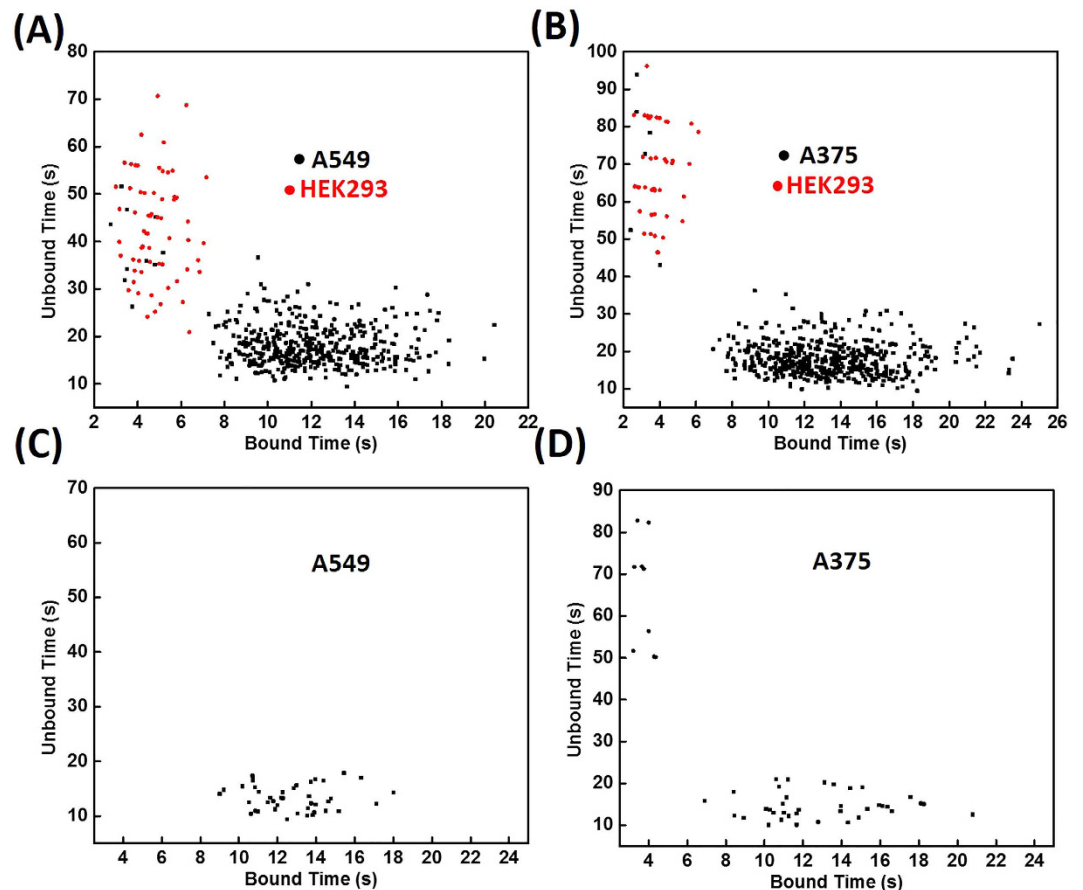 (A)
80
70
60
50
40
30
20
10
Unbound Time (s)
A549
HEK293
2 4 6 8 10 12 14 16 18 20 22
Bound Time (s)
(B)
100
90
80
70
60
50
40
30
20
10
Unbound Time (s)
A375
HEK293
2 4 6 8 10 12 14 16 18 20 22 24 26
Bound Time (s)
(C)
70
60
50
40
30
20
10
Unbound Time (s)
A549
4 6 8 10 12 14 16 18 20 22 24
Bound Time (s)
(D)
90
80
70
60
50
40
30
20
10
Unbound Time (s)
A375
4 6 8 10 12 14 16 18 20 22 24
Bound Time (s)